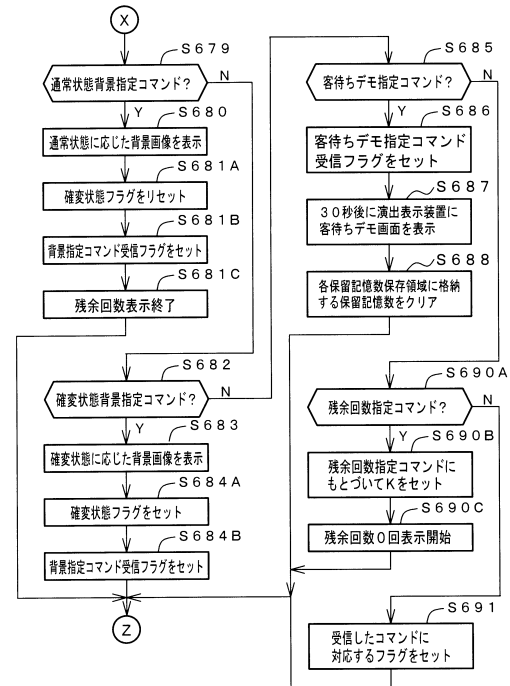 X
S679
通常状態背景指定コマンド?
N
Y
S680
通常状態に応じた背景画像を表示
S681A
確変状態フラグをリセット
S681B
背景指定コマンド受信フラグをセット
S681C
残余回数表示終了
S682
確変状態背景指定コマンド?
N
Y
S683
確変状態に応じた背景画像を表示
S684A
確変状態フラグをセット
S684B
背景指定コマンド受信フラグをセット
Z
S685
客待ちデモ指定コマンド?
N
Y
S686
客待ちデモ指定コマンド
受信フラグをセット
S687
30秒後に演出表示装置に
客待ちデモ画面を表示
S688
各保留記憶数保存領域に格納
する保留記憶数をクリア
S690A
残余回数指定コマンド?
N
Y
S690B
残余回数指定コマンドに
もとづいてKをセット
S690C
残余回数0回表示開始
S691
受信したコマンドに
対応するフラグをセット